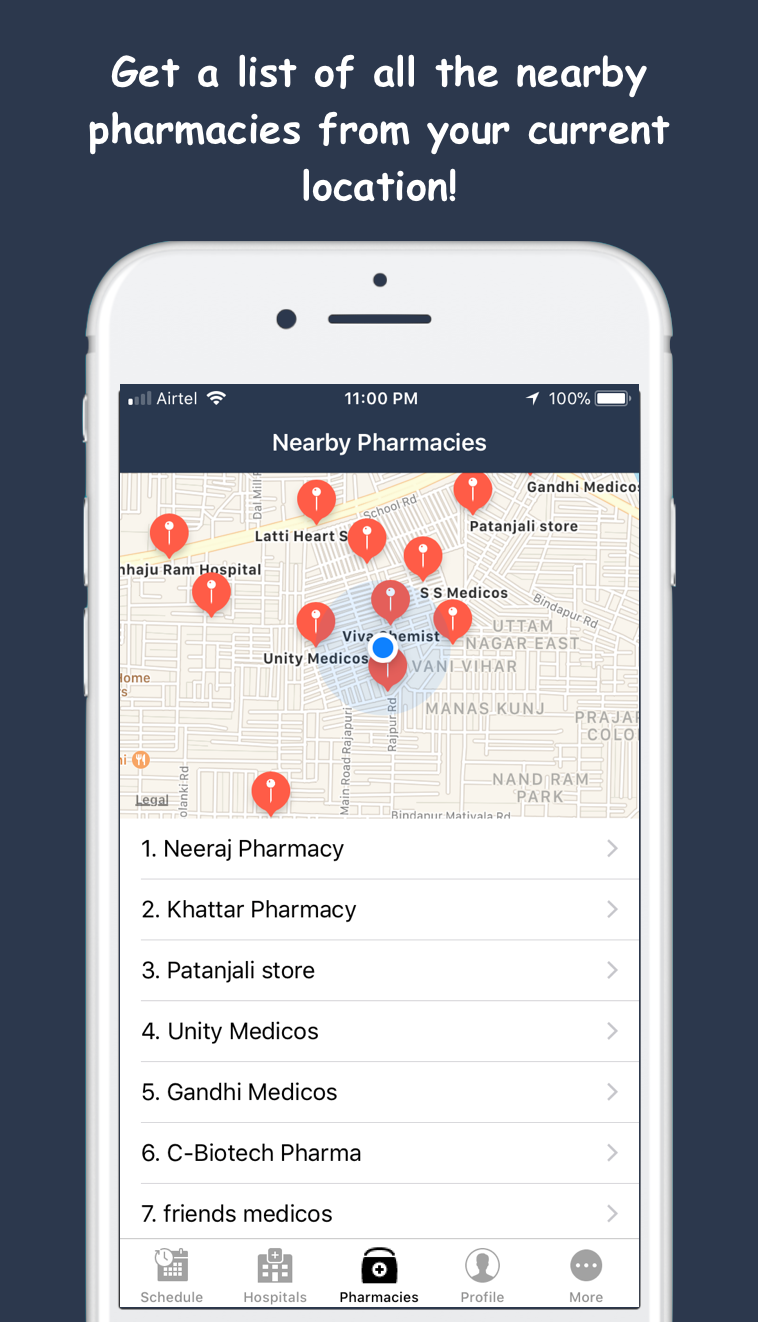 Get a list of all the nearby
pharmacies from your current
location!
Airtel 11:00 PM 100%
Nearby Pharmacies
Gandhi Medicos
Dal Mill R
School Rd
Patanjali store
Latti Heart S
hhaju Ram Hospital
S S Medicos
Bindapur Rd
UTTAM
NAGAR EAST
Viva Chemist
Unity Medicos
VANI VIHAR
MANAS KUNJ
PRAJAP
COLO
Main Road Rajapuri
Rajpur Rd
olanki Rd
NAND RAM
PARK
Legal
Bindapur Matiyala Rd
1. Neeraj Pharmacy
2. Khattar Pharmacy
3. Patanjali store
4. Unity Medicos
5. Gandhi Medicos
6. C-Biotech Pharma
7. friends medicos
Schedule Hospitals Pharmacies Profile More